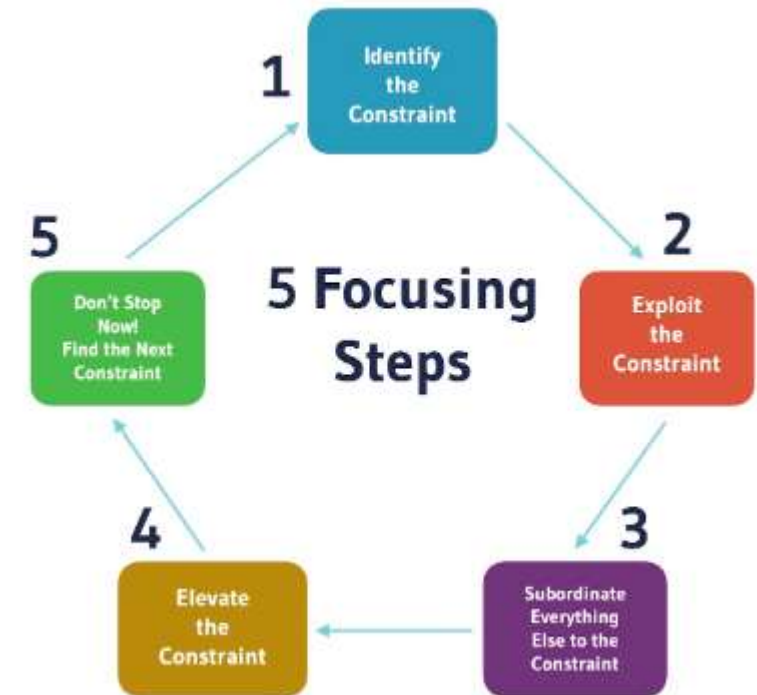 1
Identify
the
Constraint
2
Exploit
the
Constraint
3
Subordinate
Everything
Else to the
Constraint
4
Elevate
the
Constraint
5
Don't Stop
Now!
Find the Next
Constraint
5 Focusing
Steps